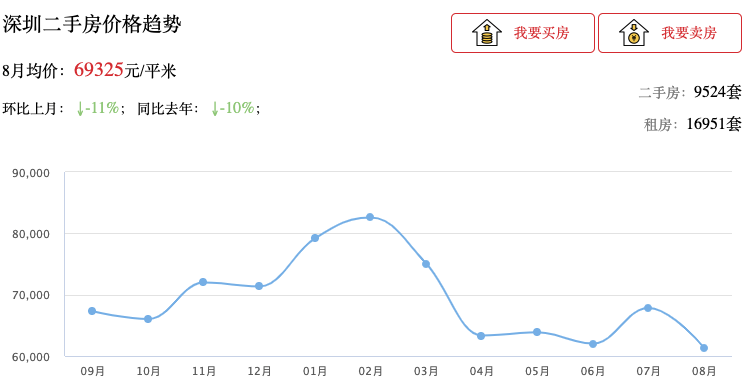 深圳二手房价格趋势
我要买房
我要卖房
8月均价：69325元/平米
二手房：9524套
环比上月：↓-11%； 同比去年：↓-10%；
租房：16951套
90,000
80,000
70,000
60,000
09月 10月 11月 12月 01月 02月 03月 04月 05月 06月 07月 08月